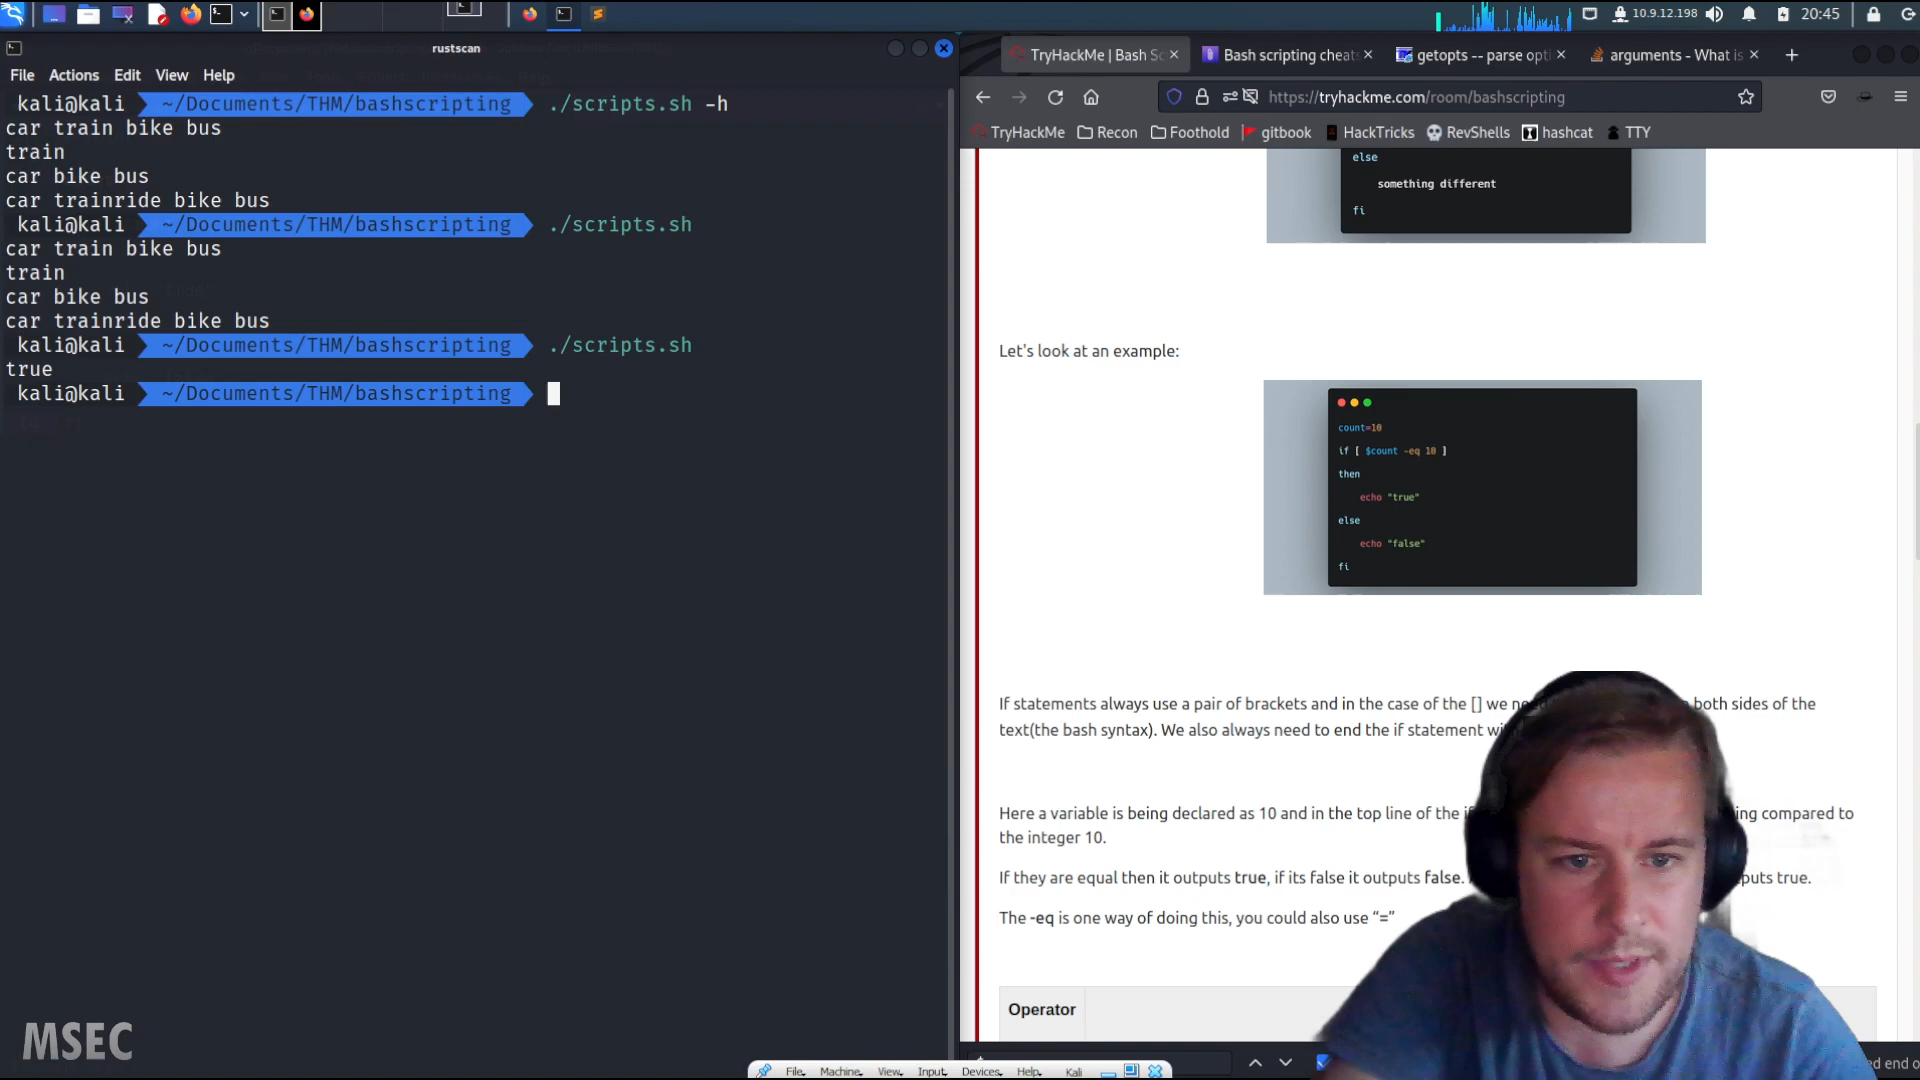 10.9.12.198
20:45
rustscan
File Actions Edit View Help
kali@kali ~/Documents/THM/bashscripting ./scripts.sh -h
car train bike bus
train
car bike bus
car trainride bike bus
kali@kali ~/Documents/THM/bashscripting ./scripts.sh
car train bike bus
train
car bike bus
car trainride bike bus
kali@kali ~/Documents/THM/bashscripting ./scripts.sh
true
kali@kali ~/Documents/THM/bashscripting
MSEC
TryHackMe | Bash Sc
Bash scripting cheats
getopts -- parse opti
arguments - What is
https://tryhackme.com/room/bashscripting
TryHackMe Recon Foothold gitbook HackTricks RevShells hashcat TTY
else
something different
fi
Let's look at an example:
count=10
if [ $count -eq 10 ]
then
echo "true"
else
echo "false"
fi
If statements always use a pair of brackets and in the case of the [] we both sides of the
text(the bash syntax). We also always need to end the if statement
Here a variable is being declared as 10 and in the top line of the compared to
the integer 10.
If they are equal then it outputs true, if its false it outputs false. true.
The -eq is one way of doing this, you could also use “=”
Operator
File Machine View Input Devices Help Kali
ed end o